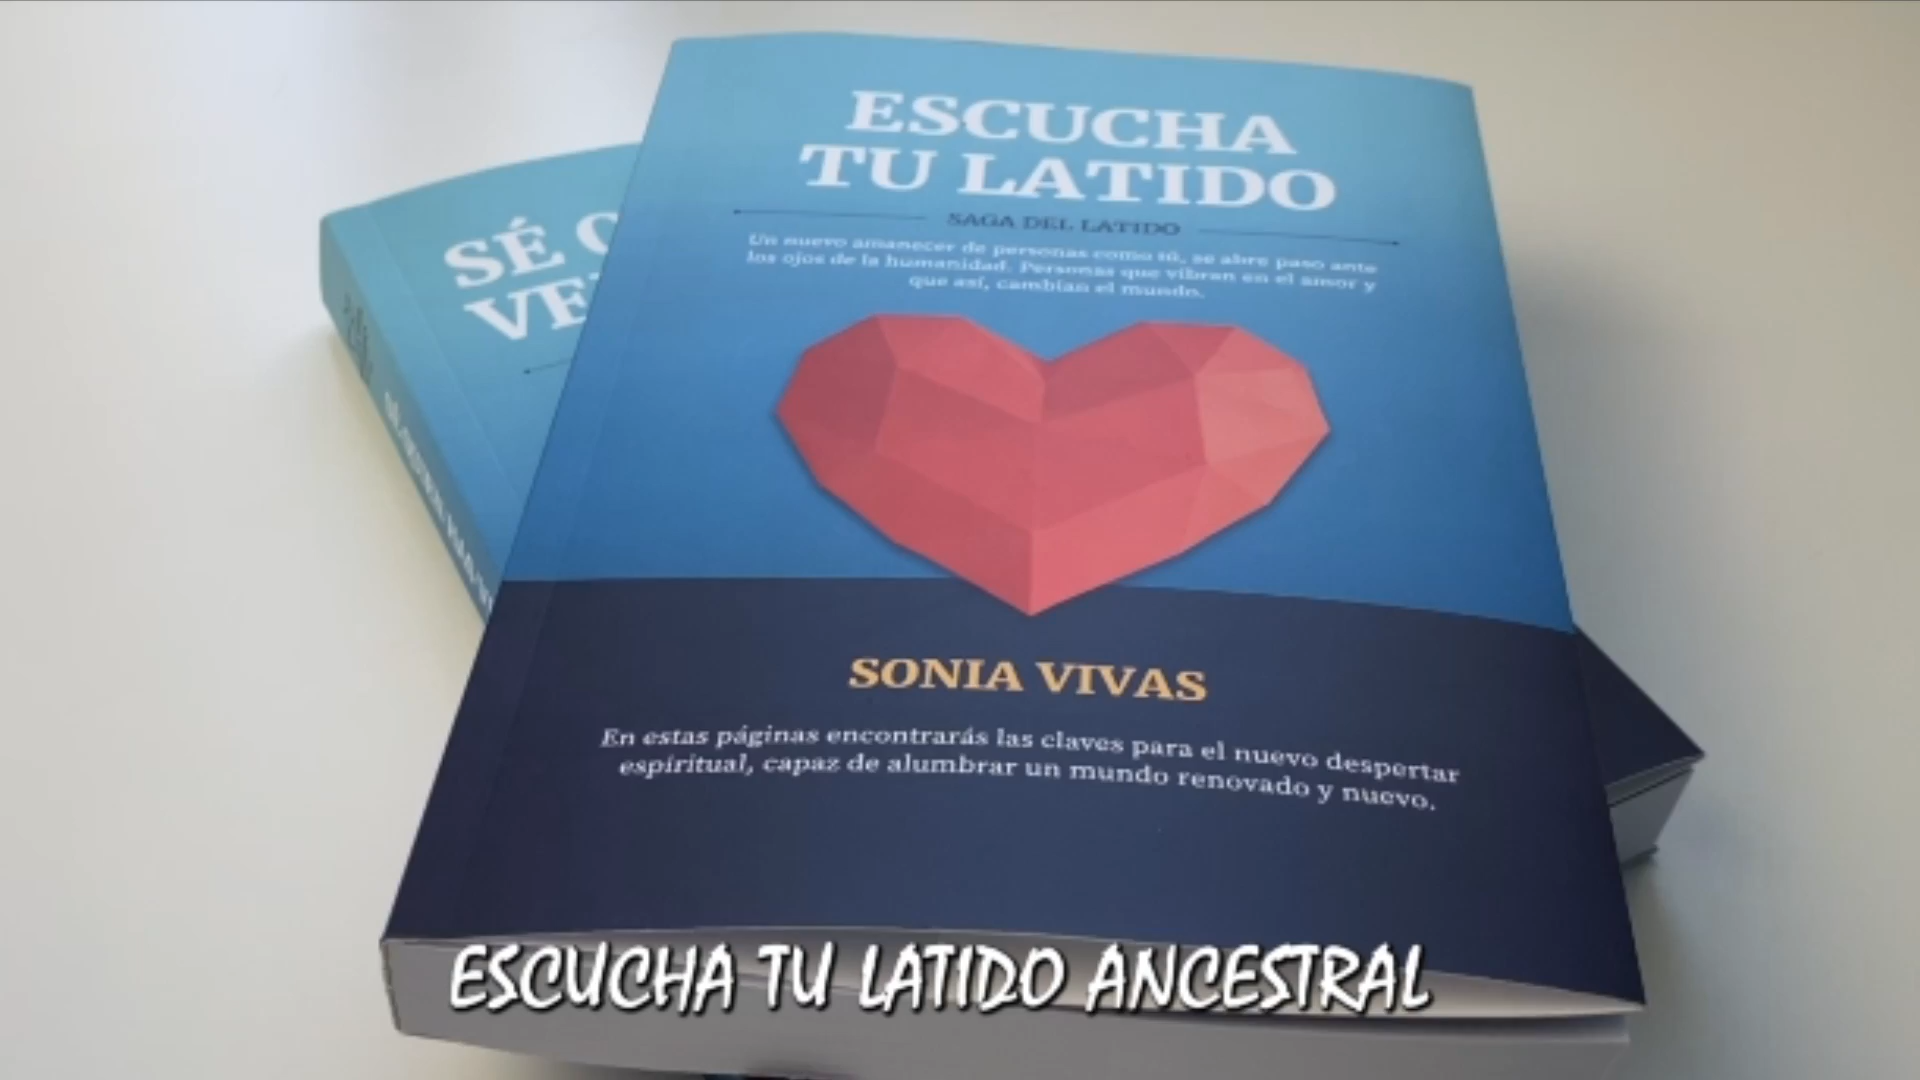 ESCUCHA
TU LATIDO
SAGA DEL LATIDO
Un nuevo amanecer de personas como tú, se abre paso ante
los ojos de la humanidad. Personas que vibran en el amor y
que así, cambian el mundo.
SONIA VIVAS
En estas páginas encontrarás las claves para el nuevo despertar
espiritual, capaz de alumbrar un mundo renovado y nuevo.
SÉ
ESCUCHA TU LATIDO ANCESTRAL